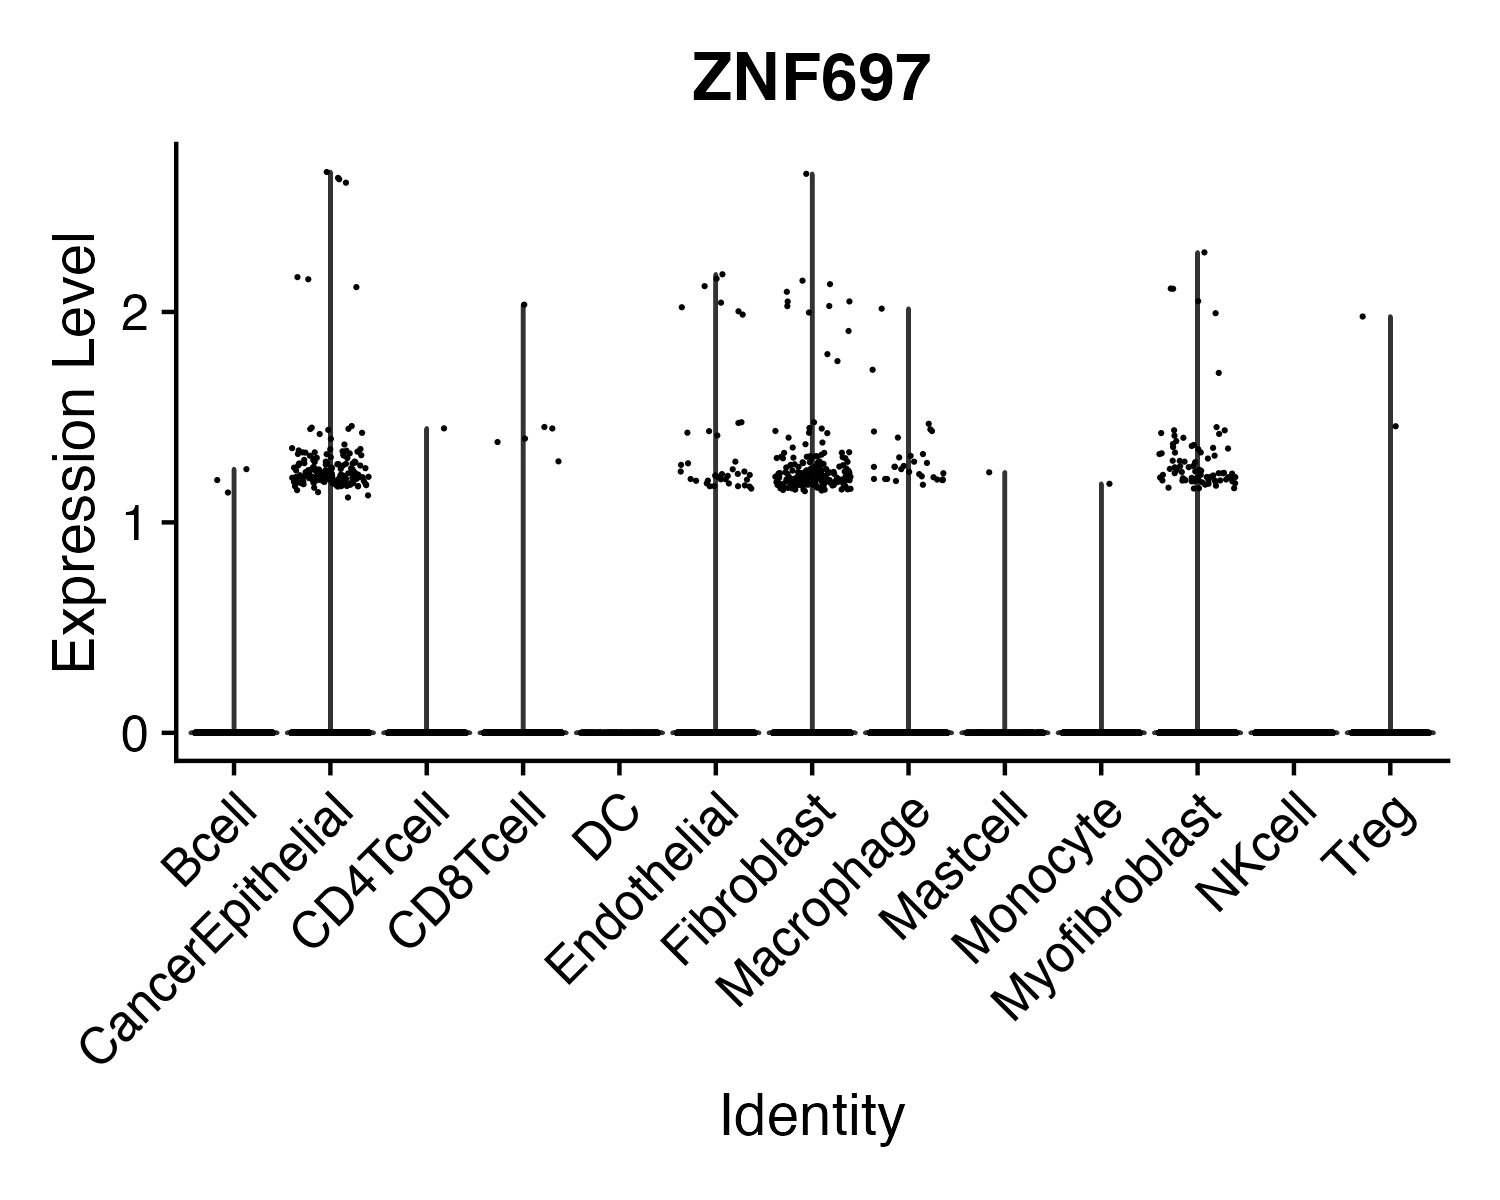 ZNF697
Expression Level
2
1
0
Bcell
CancerEpithelial
CD4Tcell
CD8Tcell
DC
Endothelial
Fibroblast
Macrophage
Mastcell
Monocyte
Myofibroblast
NKcell
Treg
Identity